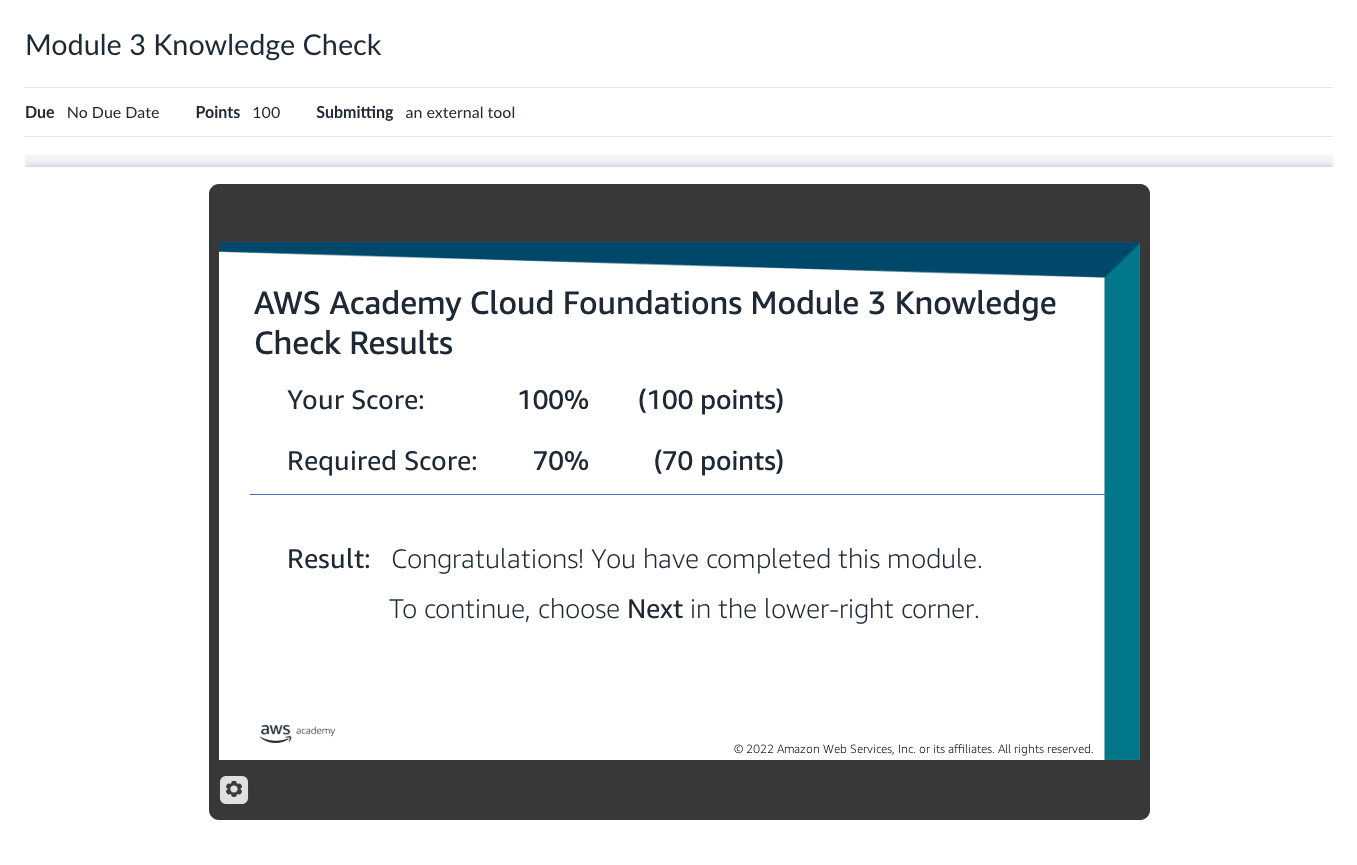 Module 3 Knowledge Check
Due No Due Date Points 100 Submitting an external tool
AWS Academy Cloud Foundations Module 3 Knowledge
Check Results
Your Score: 100% (100 points)
Required Score: 70% (70 points)
Result: Congratulations! You have completed this module.
To continue, choose Next in the lower-right corner.
aws academy
© 2022 Amazon Web Services, Inc. or its affiliates. All rights reserved.